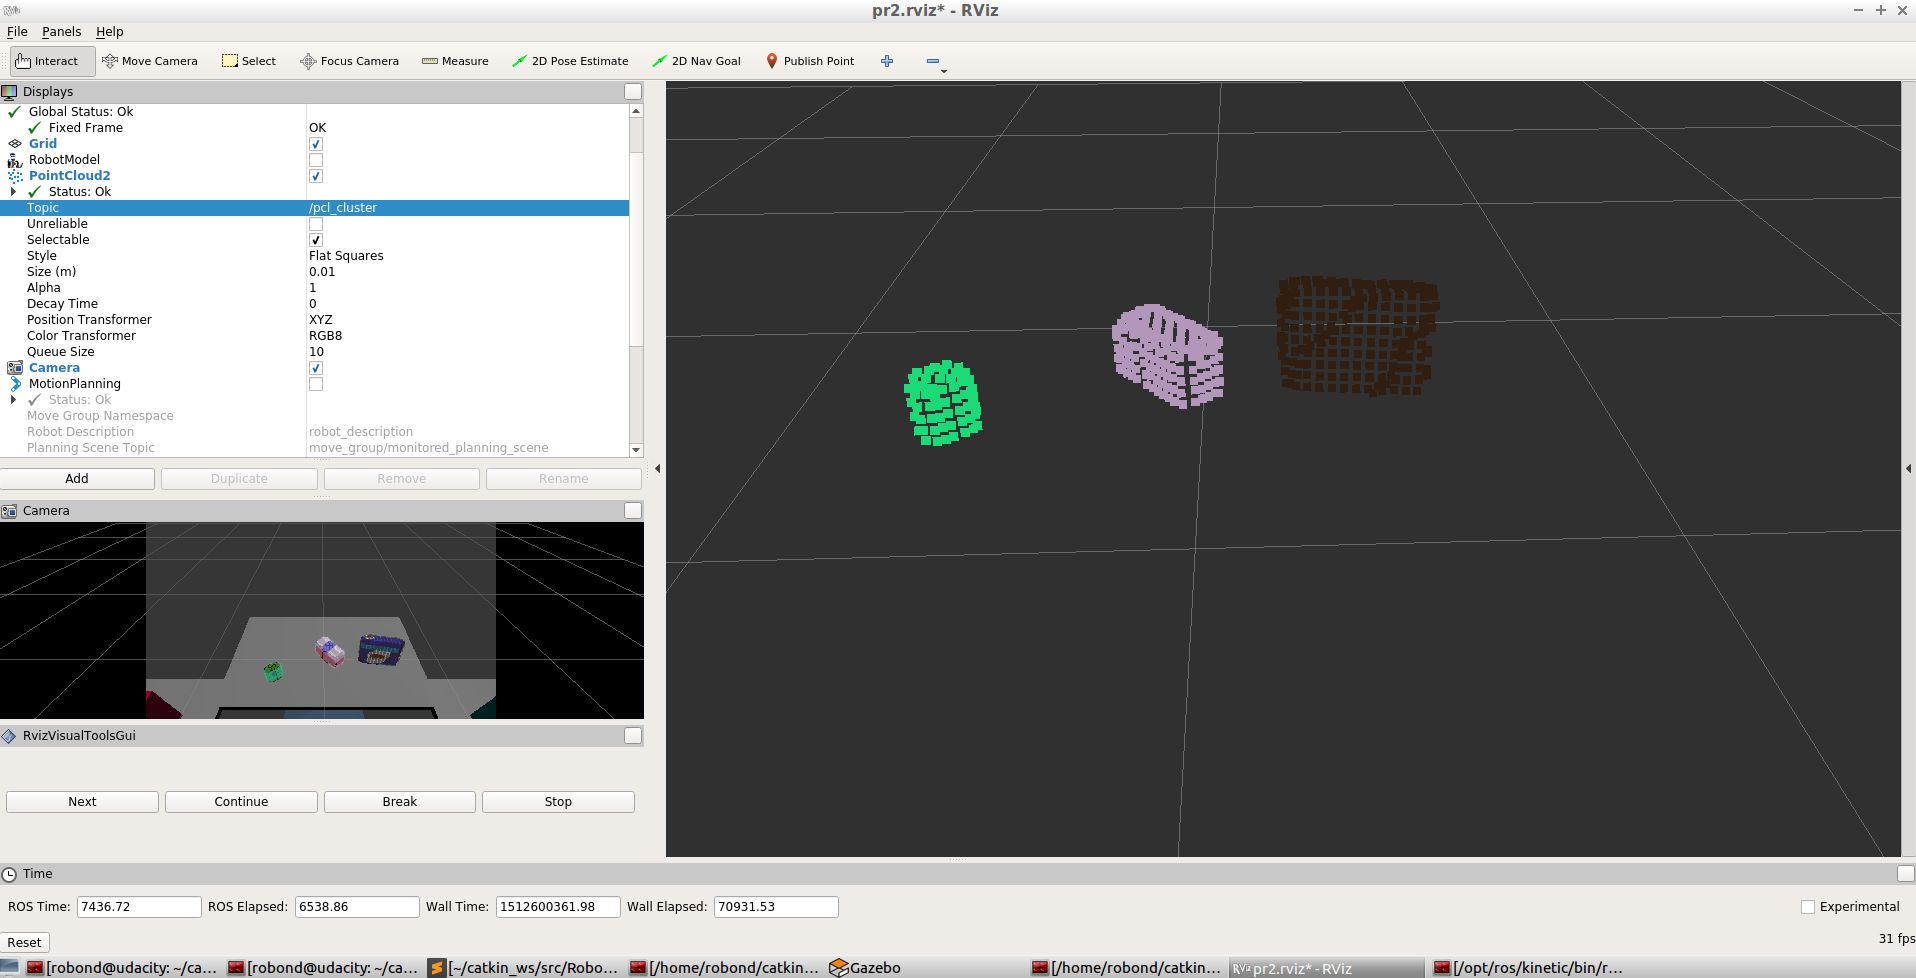 pr2.rviz* - RViz
File Panels Help
Interact Move Camera Select Focus Camera Measure 2D Pose Estimate 2D Nav Goal Publish Point
Displays
Global Status: Ok
Fixed Frame OK
Grid
RobotModel
PointCloud2
Status: Ok
Topic /pcl_cluster
Unreliable
Selectable
Style Flat Squares
Size (m) 0.01
Alpha 1
Decay Time 0
Position Transformer XYZ
Color Transformer RGB8
Queue Size 10
Camera
MotionPlanning
Status: Ok
Move Group Namespace
Robot Description robot_description
Planning Scene Topic move_group/monitored_planning_scene
Add Duplicate Remove Rename
Camera
RvizVisualToolsGui
Next Continue Break Stop
Time
ROS Time: 7436.72 ROS Elapsed: 6538.86 Wall Time: 1512600361.98 Wall Elapsed: 70931.53 Experimental
Reset 31 fps
[robond@udacity: ~/ca... [robond@udacity: ~/ca... [~/catkin_ws/src/Robo... [/home/robond/catkin... Gazebo [/home/robond/catkin... pr2.rviz* - RViz [/opt/ros/kinetic/bin/r...